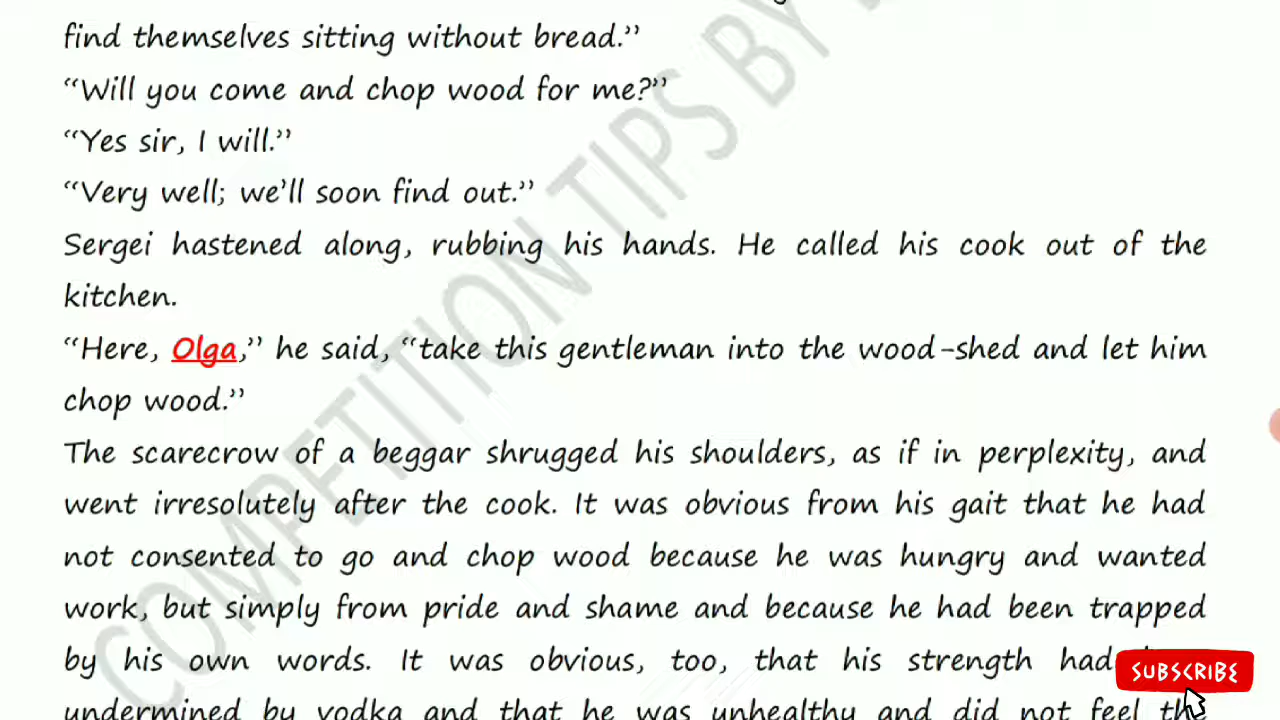 find themselves sitting without bread.”
“Will you come and chop wood for me?”
“Yes sir, I will.”
“Very well; we’ll soon find out.”
Sergei hastened along, rubbing his hands. He called his cook out of the
kitchen.
“Here, Olga,” he said, “take this gentleman into the wood-shed and let him
chop wood.”
The scarecrow of a beggar shrugged his shoulders, as if in perplexity, and
went irresolutely after the cook. It was obvious from his gait that he had
not consented to go and chop wood because he was hungry and wanted
work, but simply from pride and shame and because he had been trapped
by his own words. It was obvious, too, that his strength had
undermined by vodka and that he was unhealthy and did not feel
SUBSCRIBE
COMPETITION TIPS BY